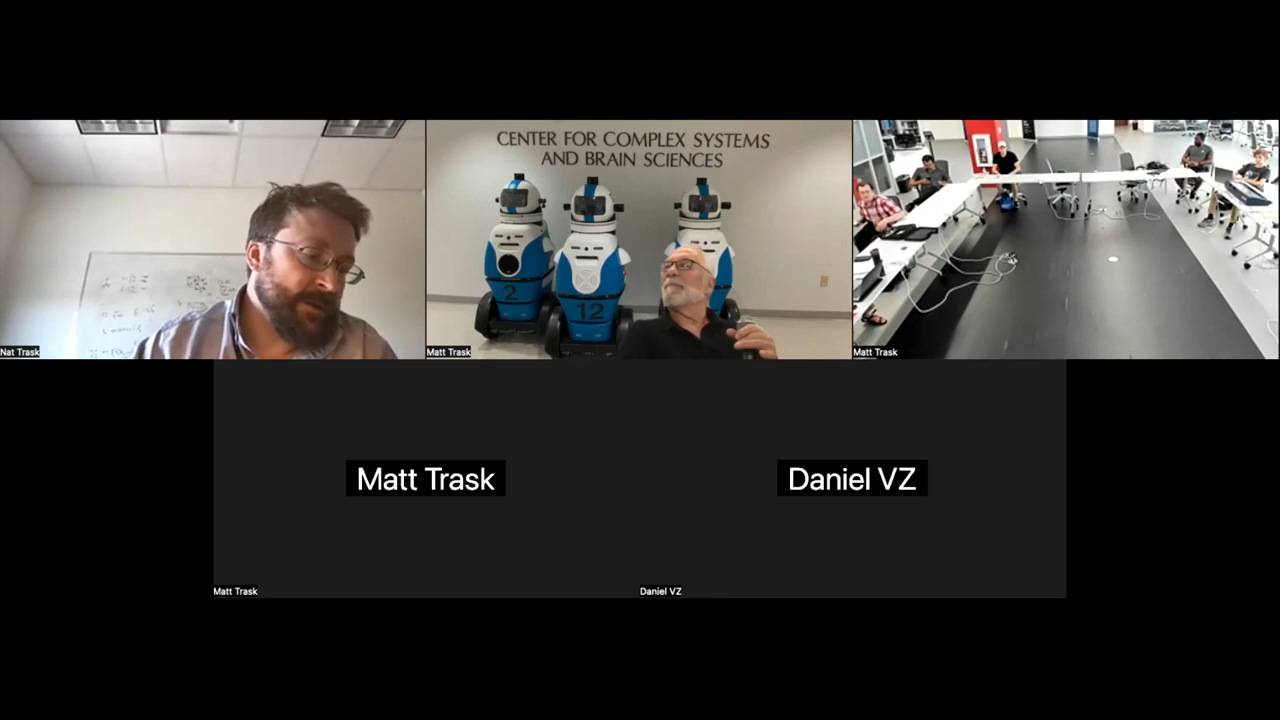 CENTER FOR COMPLEX SYSTEMS
AND BRAIN SCIENCES
2
12
Nat Trask
Matt Trask
Matt Trask
Matt Trask
Daniel VZ
Matt Trask
Daniel VZ